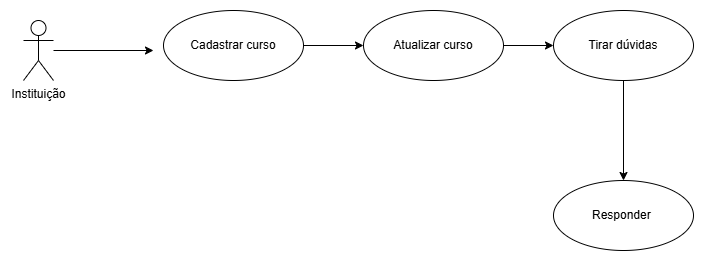 Cadastrar curso
Atualizar curso
Tirar dúvidas
Instituição
Responder